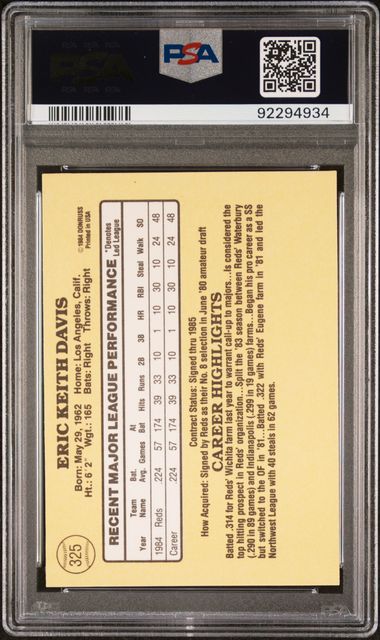 PSA
92294934
325
© 1984 DONRUSS
Printed in USA
ERIC KEITH DAVIS
Born: May 29, 1962 Home: Los Angeles, Calif.
Ht.: 6' 2" Wgt.: 165 Bats: Right Throws: Right
RECENT MAJOR LEAGUE PERFORMANCE *Denotes Led League
Year Team Name Bat. Avg. Games At Bat Hits Runs 2B 3B HR RBI Steal Walk SO
1984 Reds .224 57 174 39 33 10 1 10 30 10 24 48
Career .224 57 174 39 33 10 1 10 30 10 24 48
Contract Status: Signed thru 1985
How Acquired: Signed by Reds as their No. 8 selection in June '80 amateur draft
CAREER HIGHLIGHTS
Batted .314 for Reds' Wichita farm last year to warrant call-up to majors...Is considered the
top hitting prospect in Reds' organization...Split the '83 season between Reds' Waterbury
(.290 in 89 games) and Indianapolis (.299 in 19 games) farms...Began his pro career as a SS
but switched to the OF in '81...Batted .322 with Reds' Eugene farm in '81 and led the
Northwest League with 40 steals in 62 games.